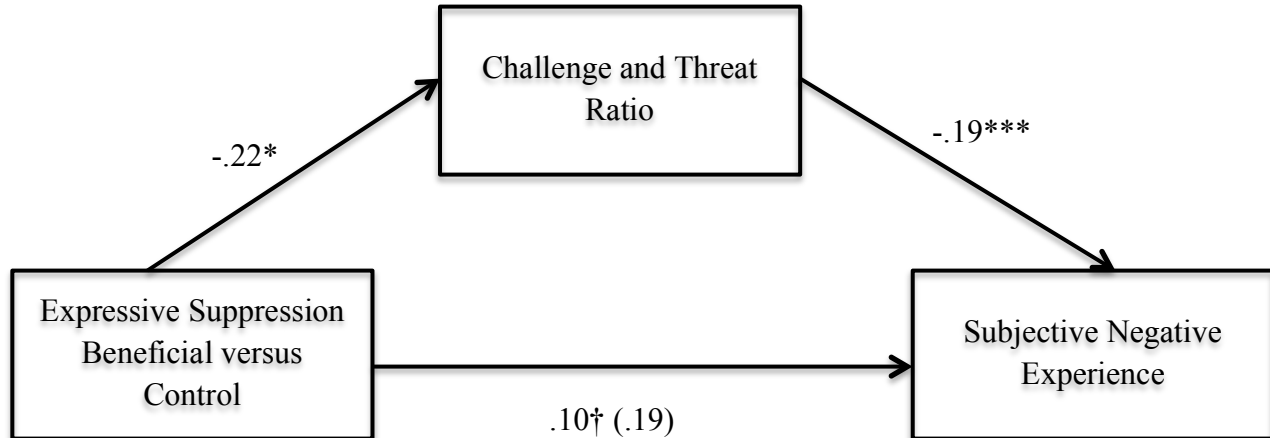 Challenge and Threat
Ratio
-.22*
-.19***
Expressive Suppression
Beneficial versus
Control
Subjective Negative
Experience
.10† (.19)